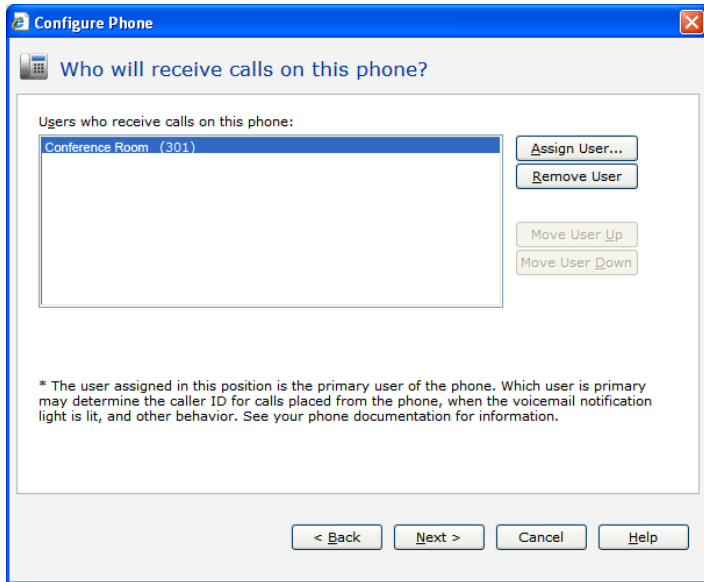 Configure Phone
Who will receive calls on this phone?
Users who receive calls on this phone:
Conference Room (301)
Assign User...
Remove User
Move User Up
Move User Down
* The user assigned in this position is the primary user of the phone. Which user is primary
may determine the caller ID for calls placed from the phone, when the voicemail notification
light is lit, and other behavior. See your phone documentation for information.
< Back
Next >
Cancel
Help